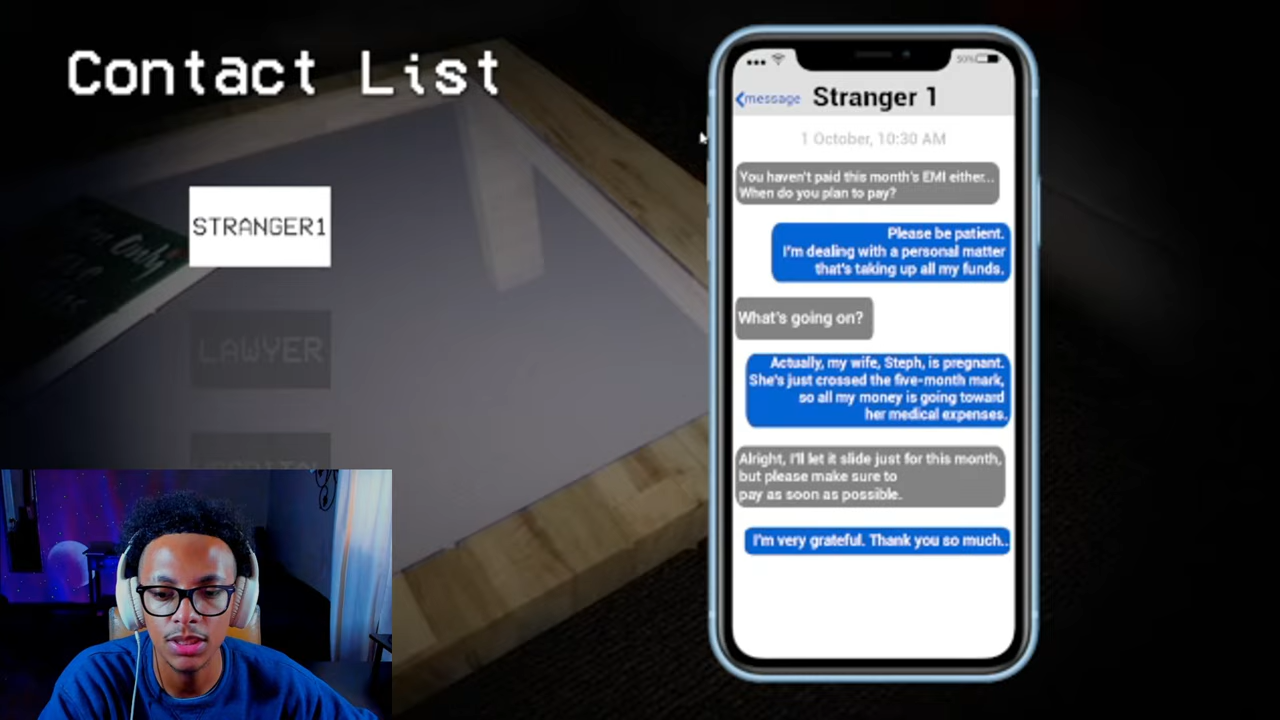 Contact List
STRANGER1
LAWYER
50%
message
Stranger 1
1 October, 10:30 AM
You haven't paid this month's EMI either...
When do you plan to pay?
Please be patient.
I'm dealing with a personal matter
that's taking up all my funds.
What's going on?
Actually, my wife, Steph, is pregnant.
She's just crossed the five-month mark,
so all my money is going toward
her medical expenses.
Alright, I'll let it slide just for this month,
but please make sure to
pay as soon as possible.
I'm very grateful. Thank you so much..